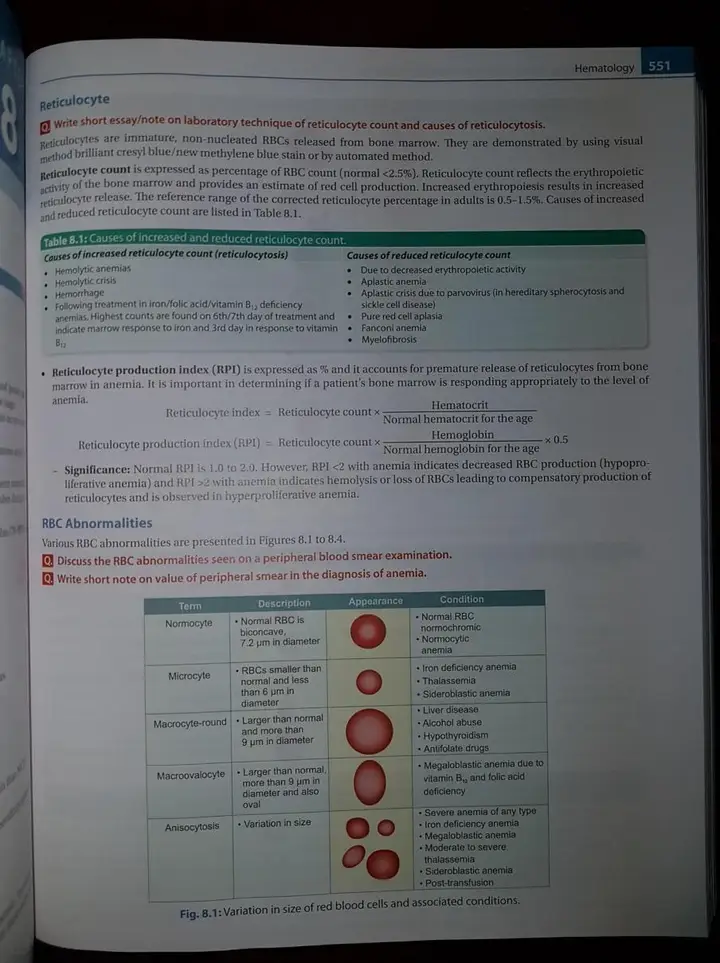 Hematology 551
8
Reticulocyte
Q. Write short essay/note on laboratory technique of reticulocyte count and causes of reticulocytosis.
Reticulocytes are immature, non-nucleated RBCs released from bone marrow. They are demonstrated by using visual
method brilliant cresyl blue/new methylene blue stain or by automated method.
Reticulocyte count is expressed as percentage of RBC count (normal <2.5%). Reticulocyte count reflects the erythropoietic
activity of the bone marrow and provides an estimate of red cell production. Increased erythropoiesis results in increased
reticulocyte release. The reference range of the corrected reticulocyte percentage in adults is 0.5–1.5%. Causes of increased
and reduced reticulocyte count are listed in Table 8.1.
Table 8.1: Causes of increased and reduced reticulocyte count.
Causes of increased reticulocyte count (reticulocytosis)
• Hemolytic anemias
• Hemolytic crisis
• Hemorrhage
• Following treatment in iron/folic acid/vitamin B12 deficiency
anemias. Highest counts are found on 6th/7th day of treatment and
indicate marrow response to iron and 3rd day in response to vitamin
B12
Causes of reduced reticulocyte count
• Due to decreased erythropoietic activity
• Aplastic anemia
• Aplastic crisis due to parvovirus (in hereditary spherocytosis and
sickle cell disease)
• Pure red cell aplasia
• Fanconi anemia
• Myelofibrosis
• Reticulocyte production index (RPI) is expressed as % and it accounts for premature release of reticulocytes from bone
marrow in anemia. It is important in determining if a patient's bone marrow is responding appropriately to the level of
anemia.
Reticulocyte index = Reticulocyte count × Hematocrit
Normal hematocrit for the age
Reticulocyte production index (RPI) = Reticulocyte count × Hemoglobin
Normal hemoglobin for the age × 0.5
– Significance: Normal RPI is 1.0 to 2.0. However, RPI <2 with anemia indicates decreased RBC production (hypopro-
liferative anemia) and RPI >2 with anemia indicates hemolysis or loss of RBCs leading to compensatory production of
reticulocytes and is observed in hyperproliferative anemia.
RBC Abnormalities
Various RBC abnormalities are presented in Figures 8.1 to 8.4.
Q. Discuss the RBC abnormalities seen on a peripheral blood smear examination.
Q. Write short note on value of peripheral smear in the diagnosis of anemia.
Term Description Appearance Condition
Normocyte
• Normal RBC is
biconcave,
7.2 µm in diameter
• Normal RBC
normochromic
• Normocytic
anemia
Microcyte
• RBCs smaller than
normal and less
than 6 µm in
diameter
• Iron deficiency anemia
• Thalassemia
• Sideroblastic anemia
Macrocyte-round
• Larger than normal
and more than
9 µm in diameter
• Liver disease
• Alcohol abuse
• Hypothyroidism
• Antifolate drugs
Macroovalocyte
• Larger than normal,
more than 9 µm in
diameter and also
oval
• Megaloblastic anemia due to
vitamin B12 and folic acid
deficiency
Anisocytosis
• Variation in size
• Severe anemia of any type
• Iron deficiency anemia
• Megaloblastic anemia
• Moderate to severe
thalassemia
• Sideroblastic anemia
• Post-transfusion
Fig. 8.1: Variation in size of red blood cells and associated conditions.